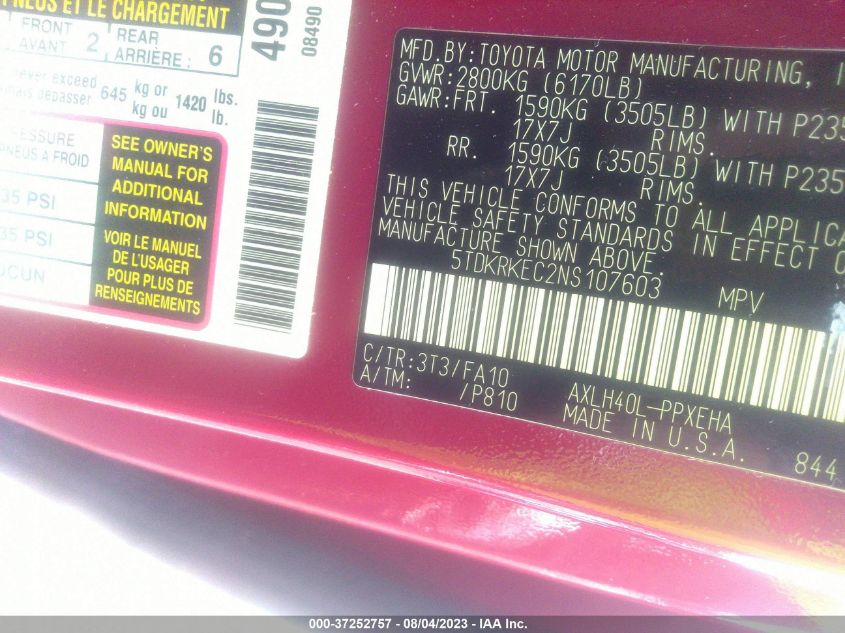 PNEUS ET LE CHARGEMENT
FRONT
AVANT 2 REAR
ARRIÈRE : 6
never exceed
jamais dépasser 645 kg or
kg ou 1420 lbs.
lb.
PNEUS À FROID
35 PSI
35 PSI
SEE OWNER'S
MANUAL FOR
ADDITIONAL
INFORMATION
VOIR LE MANUEL
DE L'USAGER
POUR PLUS DE
RENSEIGNEMENTS
490
08490
MFD.BY:TOYOTA MOTOR MANUFACTURING,
GVWR:2800KG (6170LB)
GAWR:FRT. 1590KG (3505LB) WITH P235
17X7J RIMS.
RR. 1590KG (3505LB) WITH P235
17X7J RIMS.
THIS VEHICLE CONFORMS TO ALL APPLICA
VEHICLE SAFETY STANDARDS IN EFFECT O
MANUFACTURE SHOWN ABOVE.
5TDKRKEC2NS107603 MPV
C/TR:3T3/FA10
A/TM: /P810
AXLH40L-PPXEHA
MADE IN U.S.A.
844
000-37252757 - 08/04/2023 - IAA Inc.